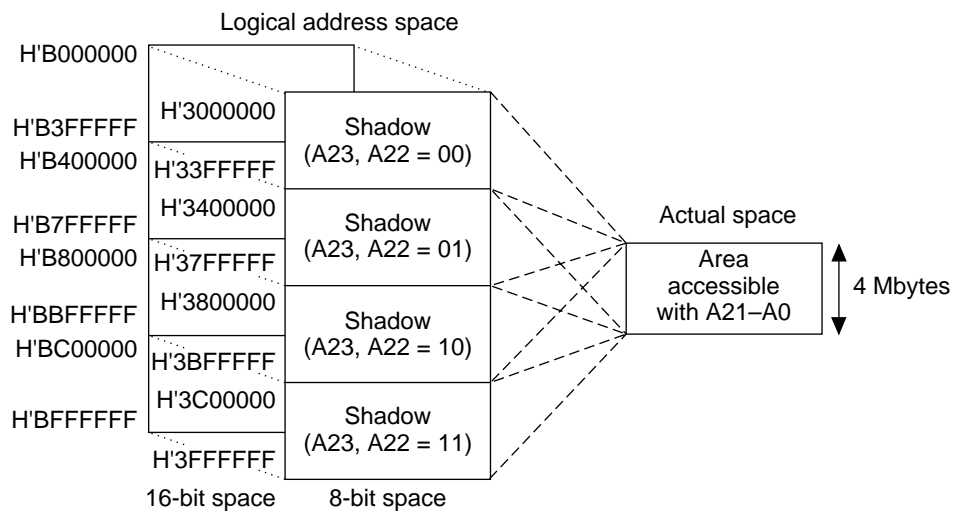 Logical address space
H'B000000
H'3000000
H'B3FFFFF
H'B400000
Shadow
(A23, A22 = 00)
H'33FFFFF
H'3400000
H'B7FFFFF
H'B800000
Shadow
(A23, A22 = 01)
H'37FFFFF
H'3800000
H'BBFFFFF
H'BC00000
Shadow
(A23, A22 = 10)
H'3BFFFFF
H'3C00000
H'BFFFFFF
Shadow
(A23, A22 = 11)
H'3FFFFFF
16-bit space
8-bit space
Actual space
Area
accessible
with A21–A0
4 Mbytes